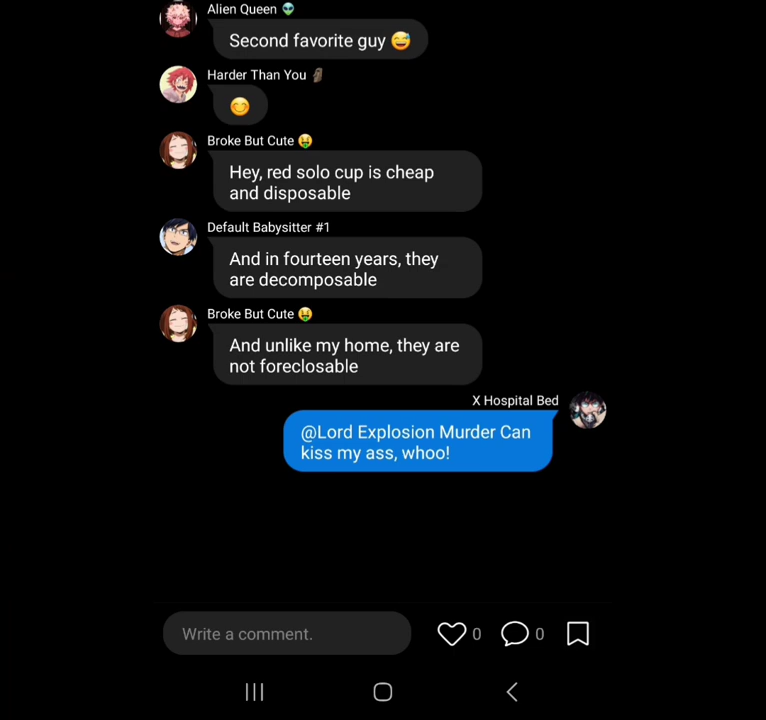 Alien Queen 👽
Second favorite guy 😅
Harder Than You 🗿
😊
Broke But Cute 🤑
Hey, red solo cup is cheap
and disposable
Default Babysitter #1
And in fourteen years, they
are decomposable
Broke But Cute 🤑
And unlike my home, they are
not foreclosable
X Hospital Bed
@Lord Explosion Murder Can
kiss my ass, whoo!
Write a comment.
0
0